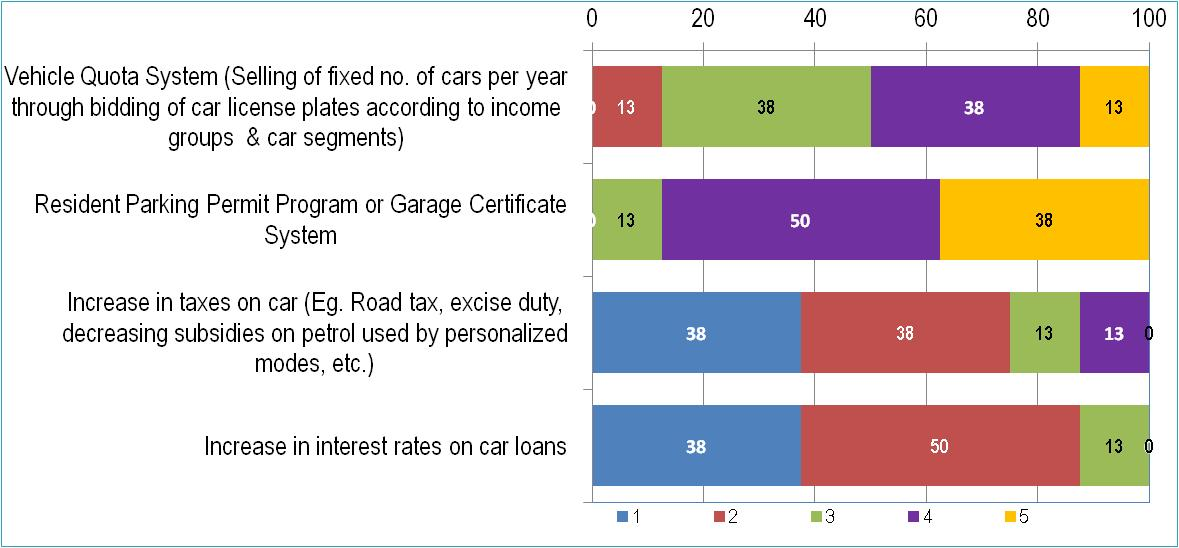 0 20 40 60 80 100
Vehicle Quota System (Selling of fixed no. of cars per year
through bidding of car license plates according to income
groups & car segments)
0 13 38 38 13
Resident Parking Permit Program or Garage Certificate
System
0 13 50 38
Increase in taxes on car (Eg. Road tax, excise duty,
decreasing subsidies on petrol used by personalized
modes, etc.)
38 38 13 13 0
Increase in interest rates on car loans
38 50 13 0
1 2 3 4 5